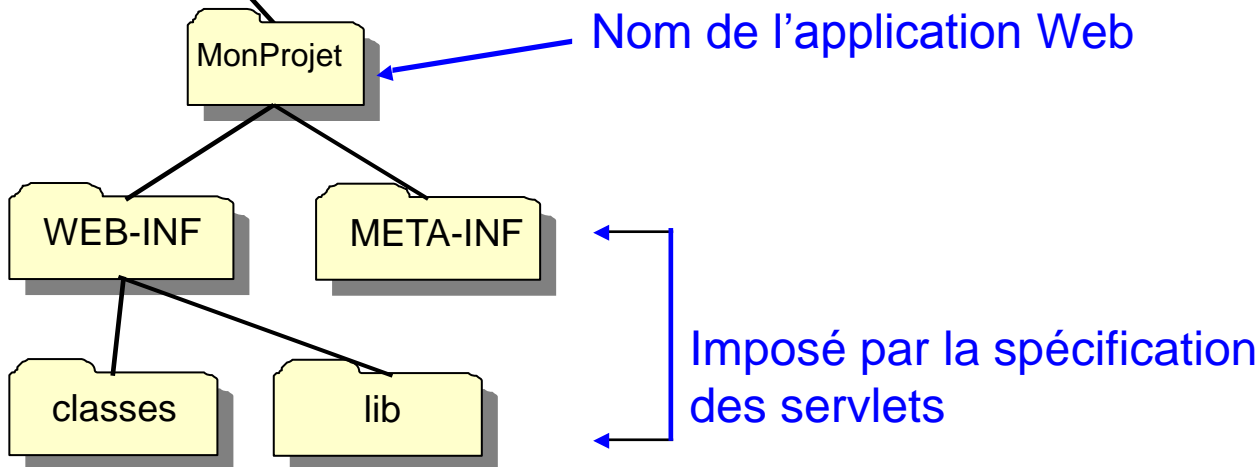 Nom de l’application Web
MonProjet
WEB-INF
META-INF
Imposé par la spécification
des servlets
classes
lib